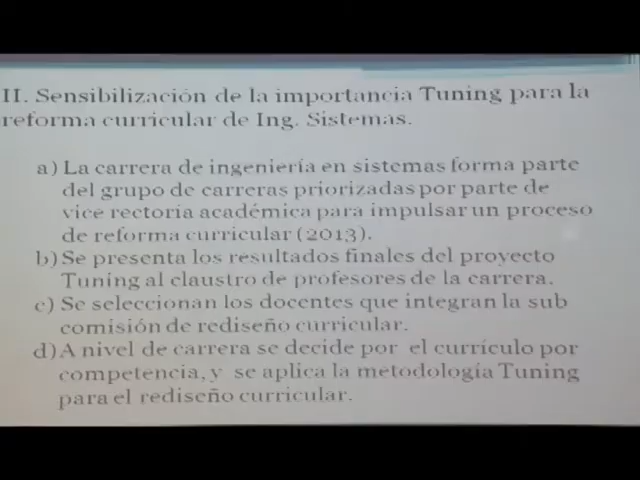 II. Sensibilización de la importancia Tuning para la
reforma curricular de Ing. Sistemas.
a) La carrera de ingeniería en sistemas forma parte
del grupo de carreras priorizadas por parte de
vice rectoría académica para impulsar un proceso
de reforma curricular (2013).
b) Se presenta los resultados finales del proyecto
Tuning al claustro de profesores de la carrera.
c) Se seleccionan los docentes que integran la sub
comisión de rediseño curricular.
d) A nivel de carrera se decide por el currículo por
competencia, y se aplica la metodología Tuning
para el rediseño curricular.